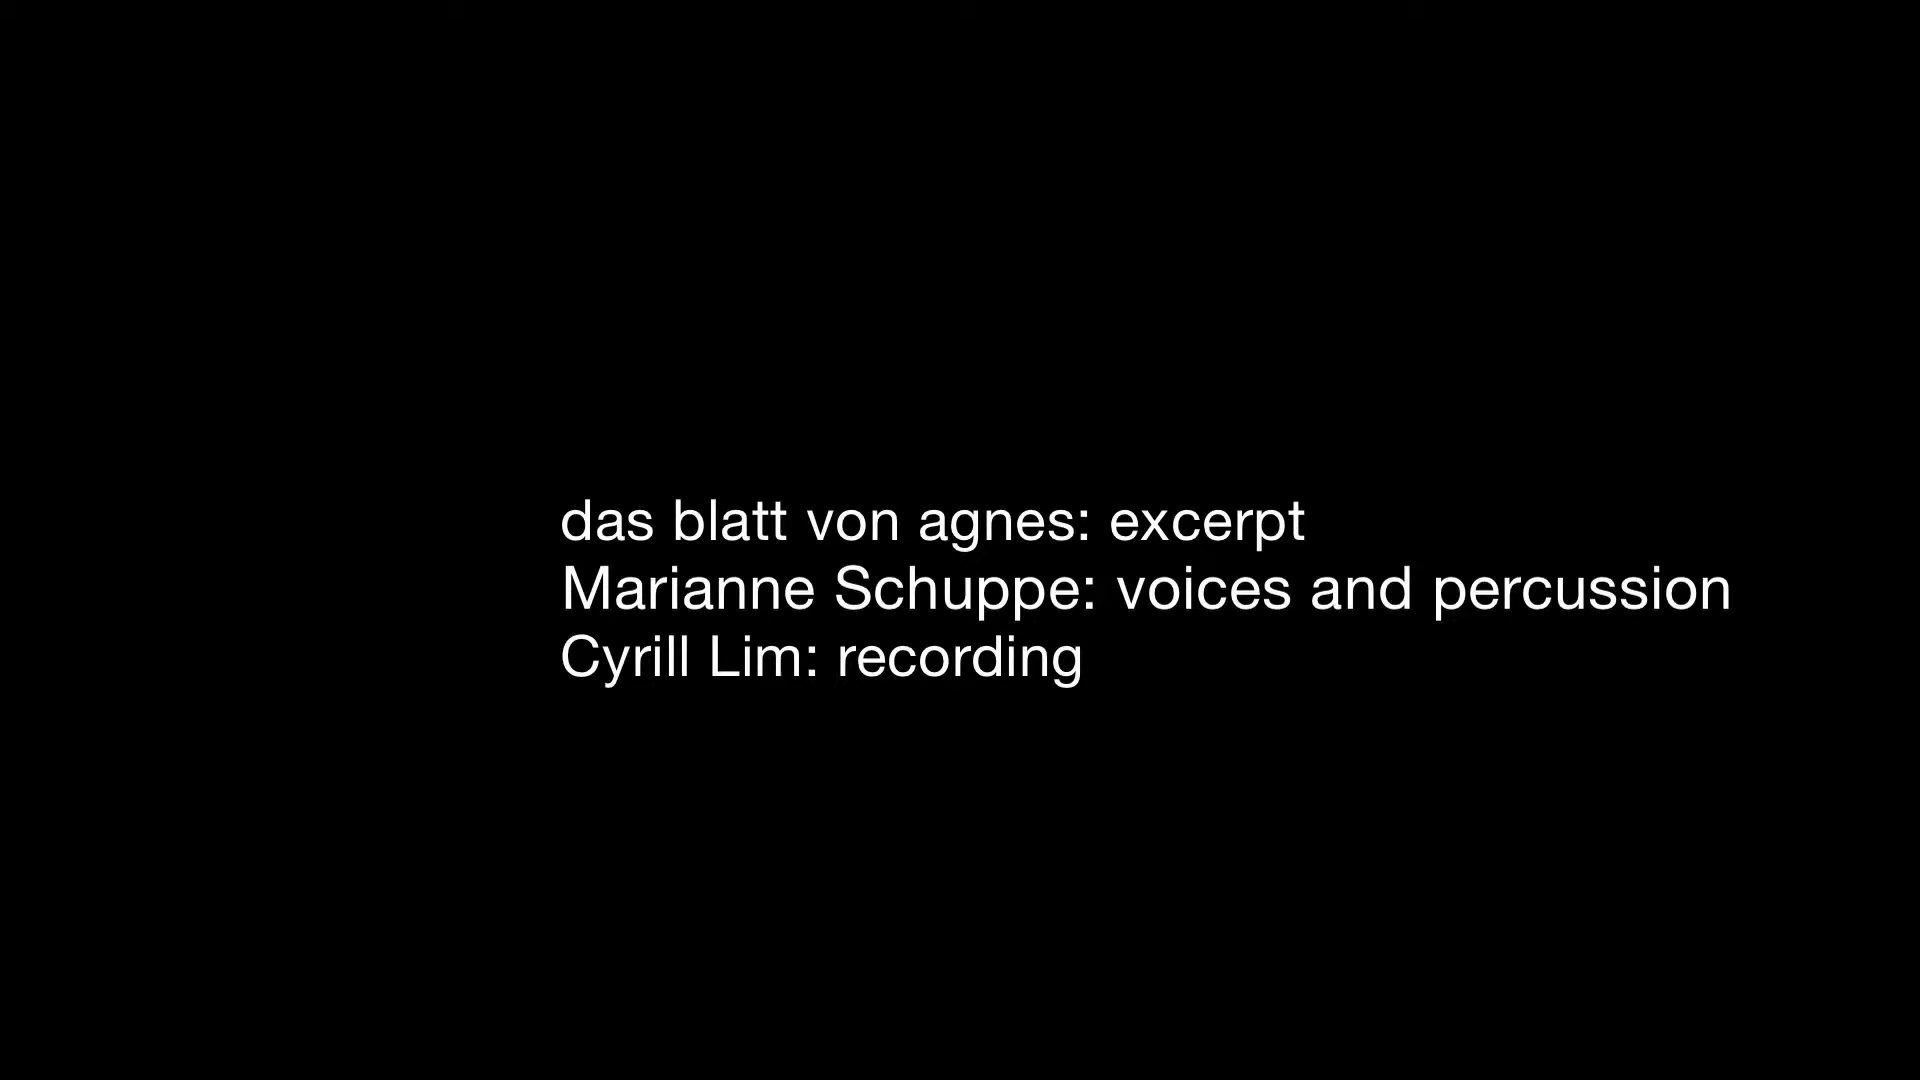 das blatt von agnes: excerpt
Marianne Schuppe: voices and percussion
Cyrill Lim: recording